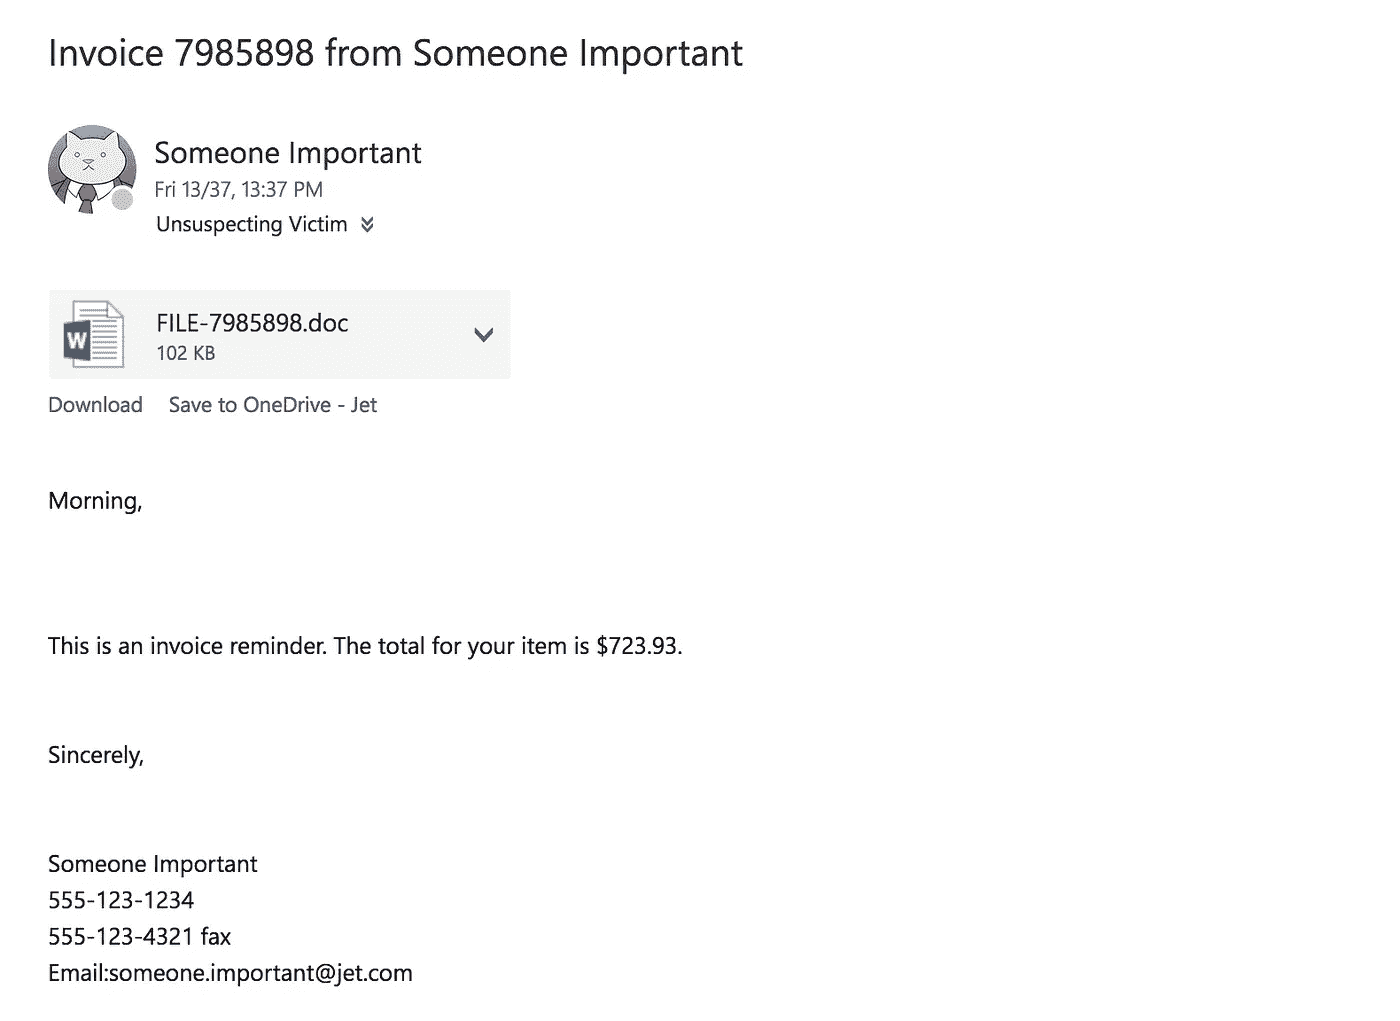 Invoice 7985898 from Someone Important
Someone Important
Fri 13/37, 13:37 PM
Unsuspecting Victim
W
FILE-7985898.doc
102 KB
Download Save to OneDrive - Jet
Morning,
This is an invoice reminder. The total for your item is $723.93.
Sincerely,
Someone Important
555-123-1234
555-123-4321 fax
Email:someone.important@jet.com